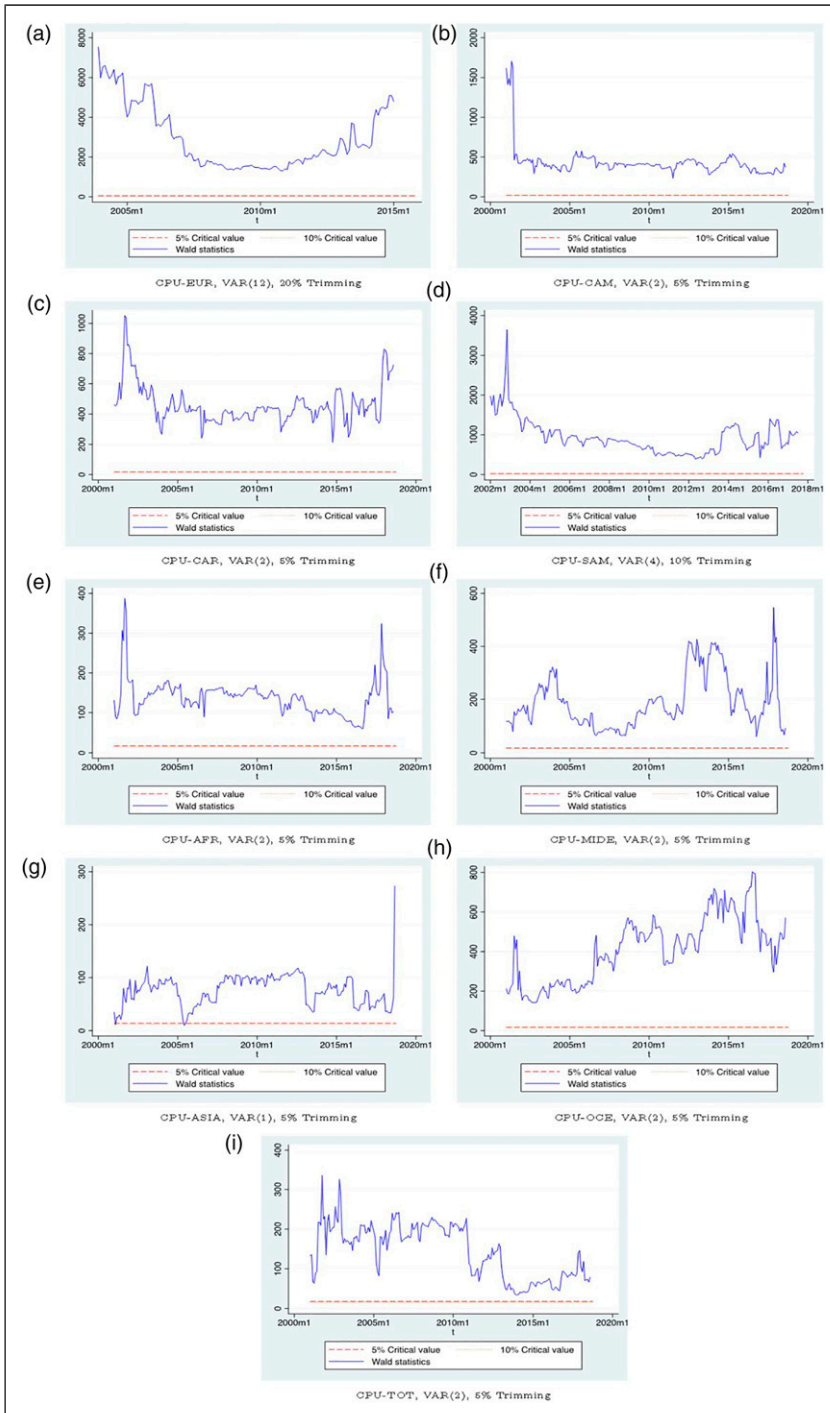 (a)
8000
6000
4000
2000
0
2005m1 2010m1 2015m1
t
5% Critical value 10% Critical value
Wald statistics
CPU-EUR, VAR(12), 20% Trimming
(b)
2000
1500
1000
500
0
2000m1 2005m1 2010m1 2015m1 2020m1
t
5% Critical value 10% Critical value
Wald statistics
CPU-CAM, VAR(2), 5% Trimming
(c)
1000
800
600
400
200
0
2000m1 2005m1 2010m1 2015m1 2020m1
t
5% Critical value 10% Critical value
Wald statistics
CPU-CAR, VAR(2), 5% Trimming
(d)
4000
3000
2000
1000
0
2002m1 2004m1 2006m1 2008m1 2010m1 2012m1 2014m1 2016m1 2018m1
t
5% Critical value 10% Critical value
Wald statistics
CPU-SAM, VAR(4), 10% Trimming
(e)
400
300
200
100
0
2000m1 2005m1 2010m1 2015m1 2020m1
t
5% Critical value 10% Critical value
Wald statistics
CPU-AFR, VAR(2), 5% Trimming
(f)
600
400
200
0
2000m1 2005m1 2010m1 2015m1 2020m1
t
5% Critical value 10% Critical value
Wald statistics
CPU-MIDE, VAR(2), 5% Trimming
(g)
300
200
100
0
2000m1 2005m1 2010m1 2015m1 2020m1
t
5% Critical value 10% Critical value
Wald statistics
CPU-ASIA, VAR(1), 5% Trimming
(h)
800
600
400
200
0
2000m1 2005m1 2010m1 2015m1 2020m1
t
5% Critical value 10% Critical value
Wald statistics
CPU-OCE, VAR(2), 5% Trimming
(i)
400
300
200
100
0
2000m1 2005m1 2010m1 2015m1 2020m1
t
5% Critical value 10% Critical value
Wald statistics
CPU-TOT, VAR(2), 5% Trimming